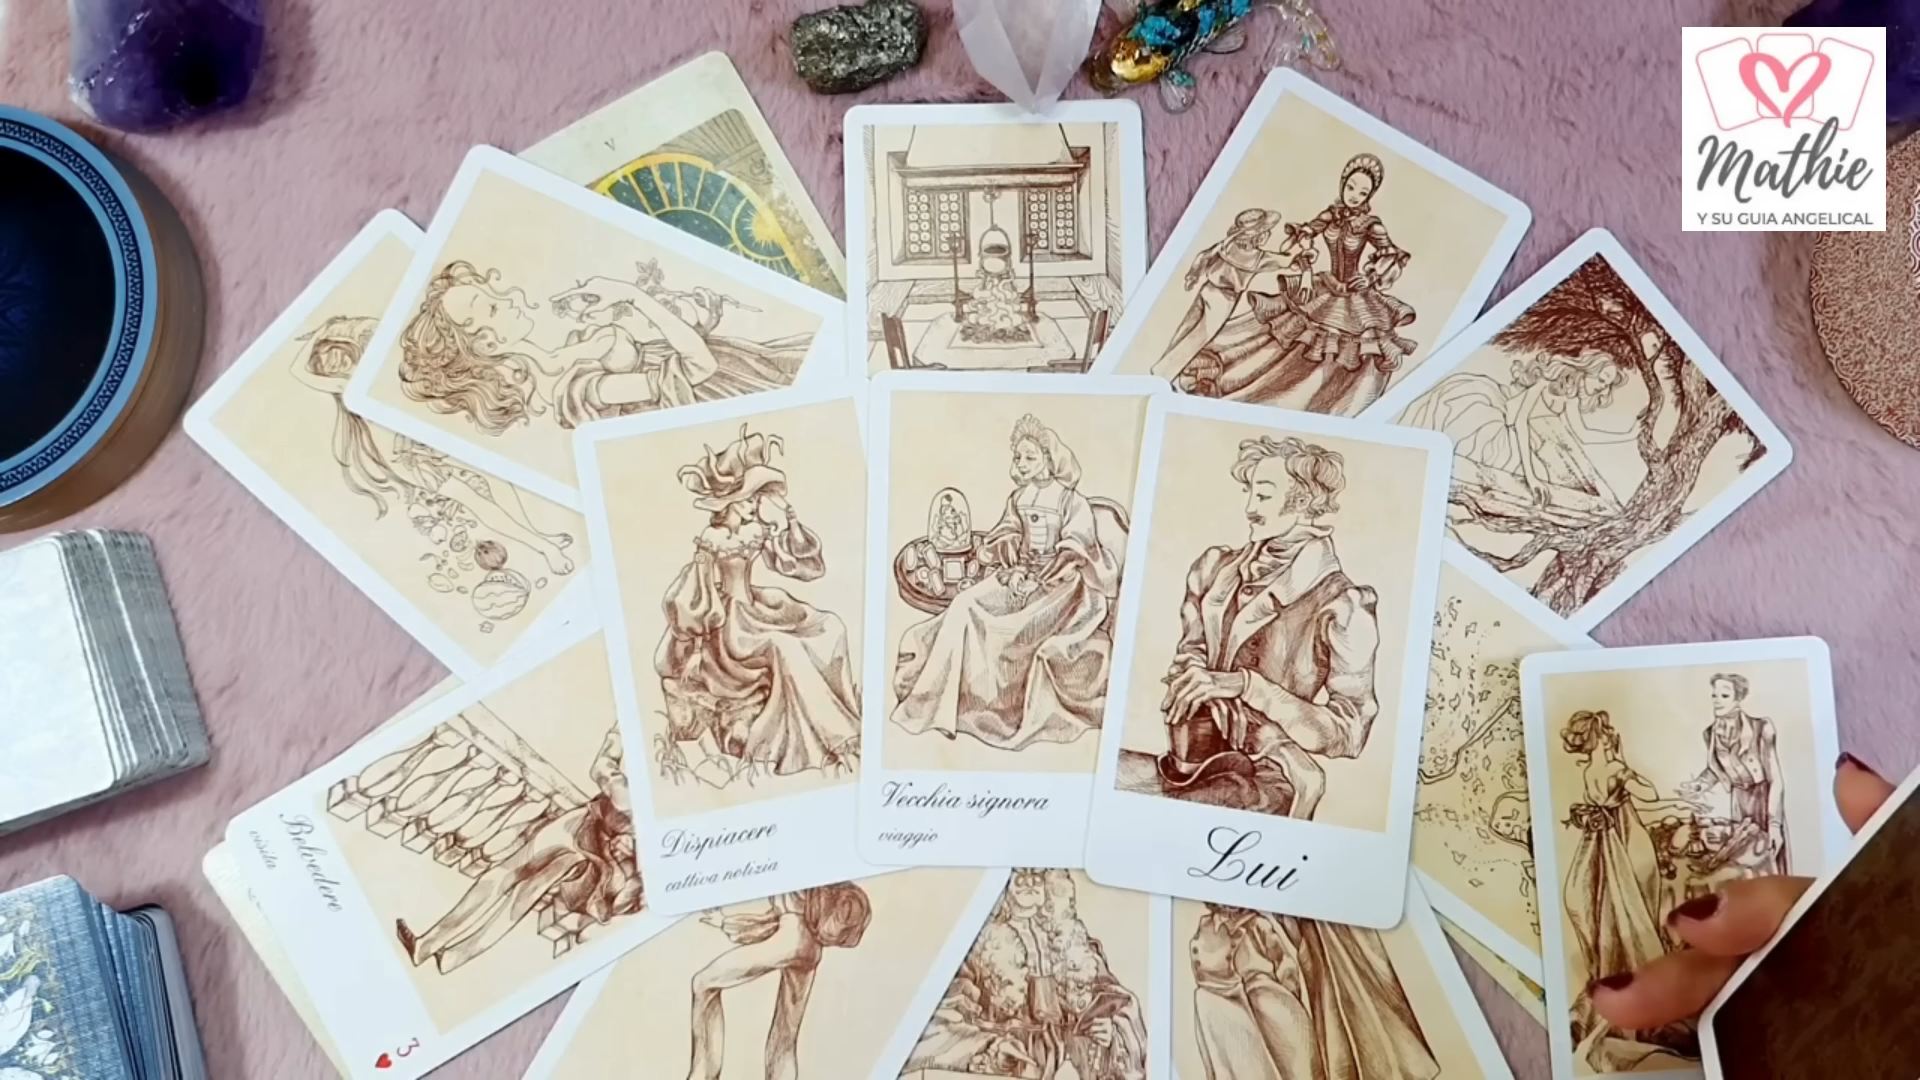 Mathie
Y SU GUIA ANGELICAL
V
Dispiacere
cattiva notizia
Vecchia signora
viaggio
Lui
Belvedere
visita
3